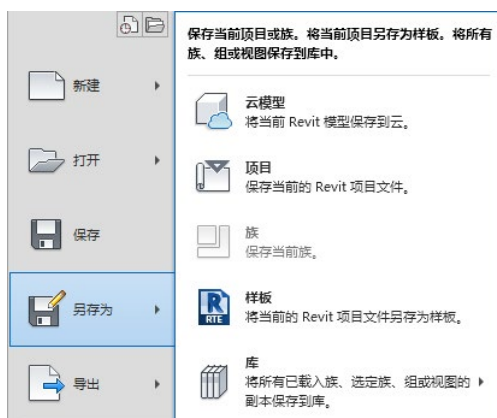 新建
打开
保存
另存为
导出
保存当前项目或族。将当前项目另存为样板。将所有
族、组或视图保存到库中。
云模型
将当前 Revit 模型保存到云。
项目
保存当前的 Revit 项目文件。
族
保存当前族。
RTE
样板
将当前的 Revit 项目文件另存为样板。
库
将所有已载入族、选定族、组或视图的
副本保存到库。